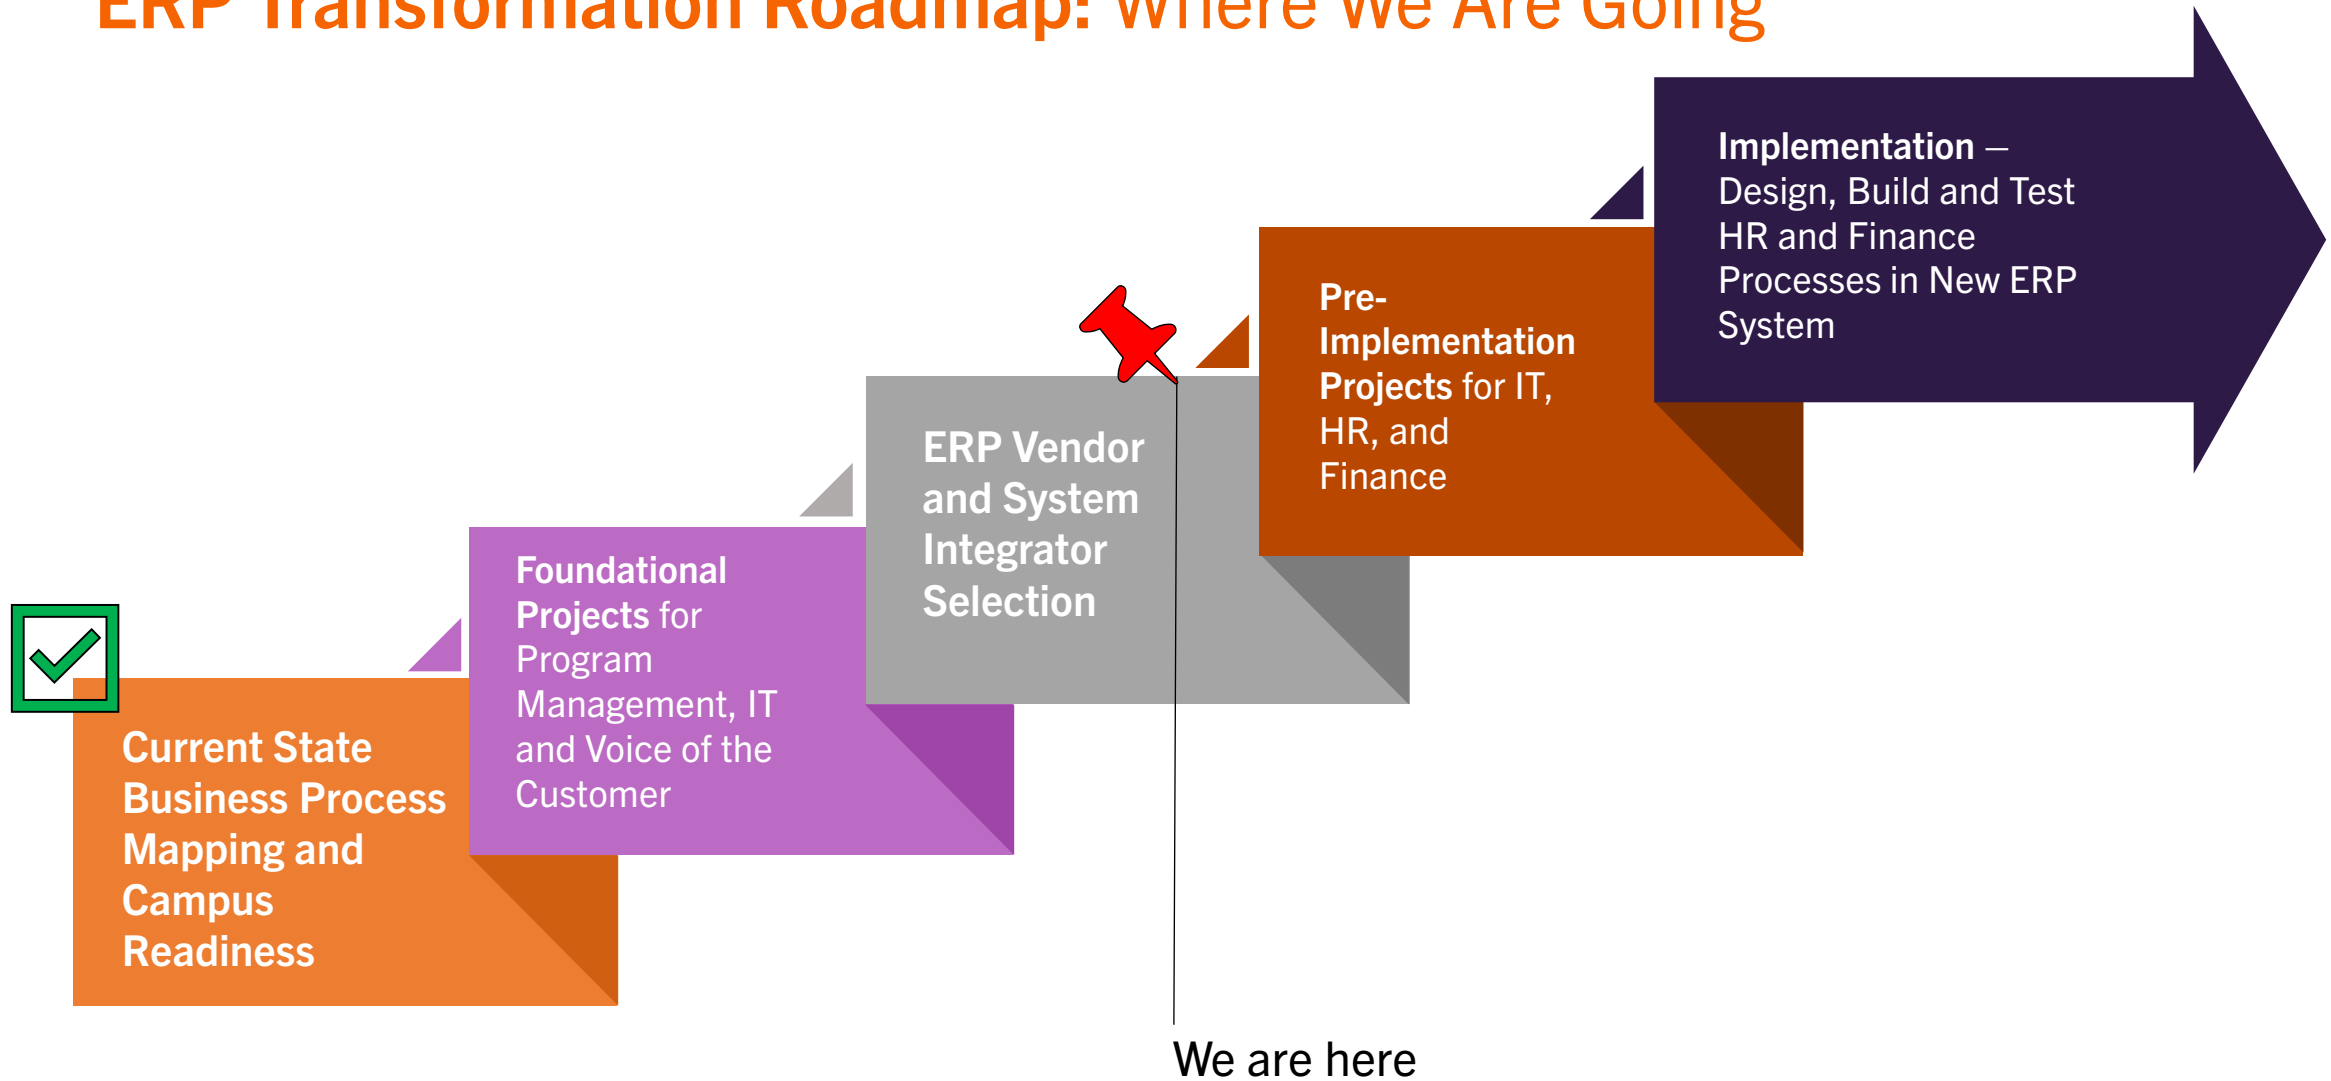 ERP Transformation Roadmap: Where We Are Going
Implementation –
Design, Build and Test
HR and Finance
Processes in New ERP
System
Pre-
Implementation
Projects for IT,
HR, and
Finance
ERP Vendor
and System
Integrator
Selection
Foundational
Projects for
Program
Management, IT
and Voice of the
Customer
Current State
Business Process
Mapping and
Campus
Readiness
We are here